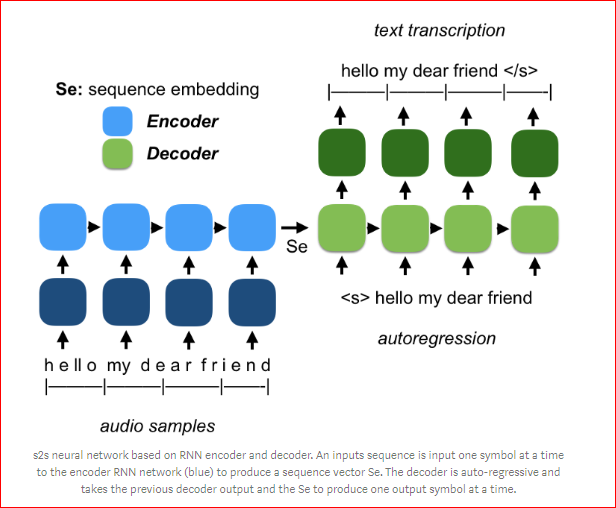 text transcription
hello my dear friend </s>
|———|———|———|——-|
Se: sequence embedding
Encoder
Decoder
Se
<s> hello my dear friend
autoregression
h e l l o  my  d e a r  f r i e n d
|———|———|———|——-|
audio samples
s2s neural network based on RNN encoder and decoder. An inputs sequence is input one symbol at a time
to the encoder RNN network (blue) to produce a sequence vector Se. The decoder is auto-regressive and
takes the previous decoder output and the Se to produce one output symbol at a time.